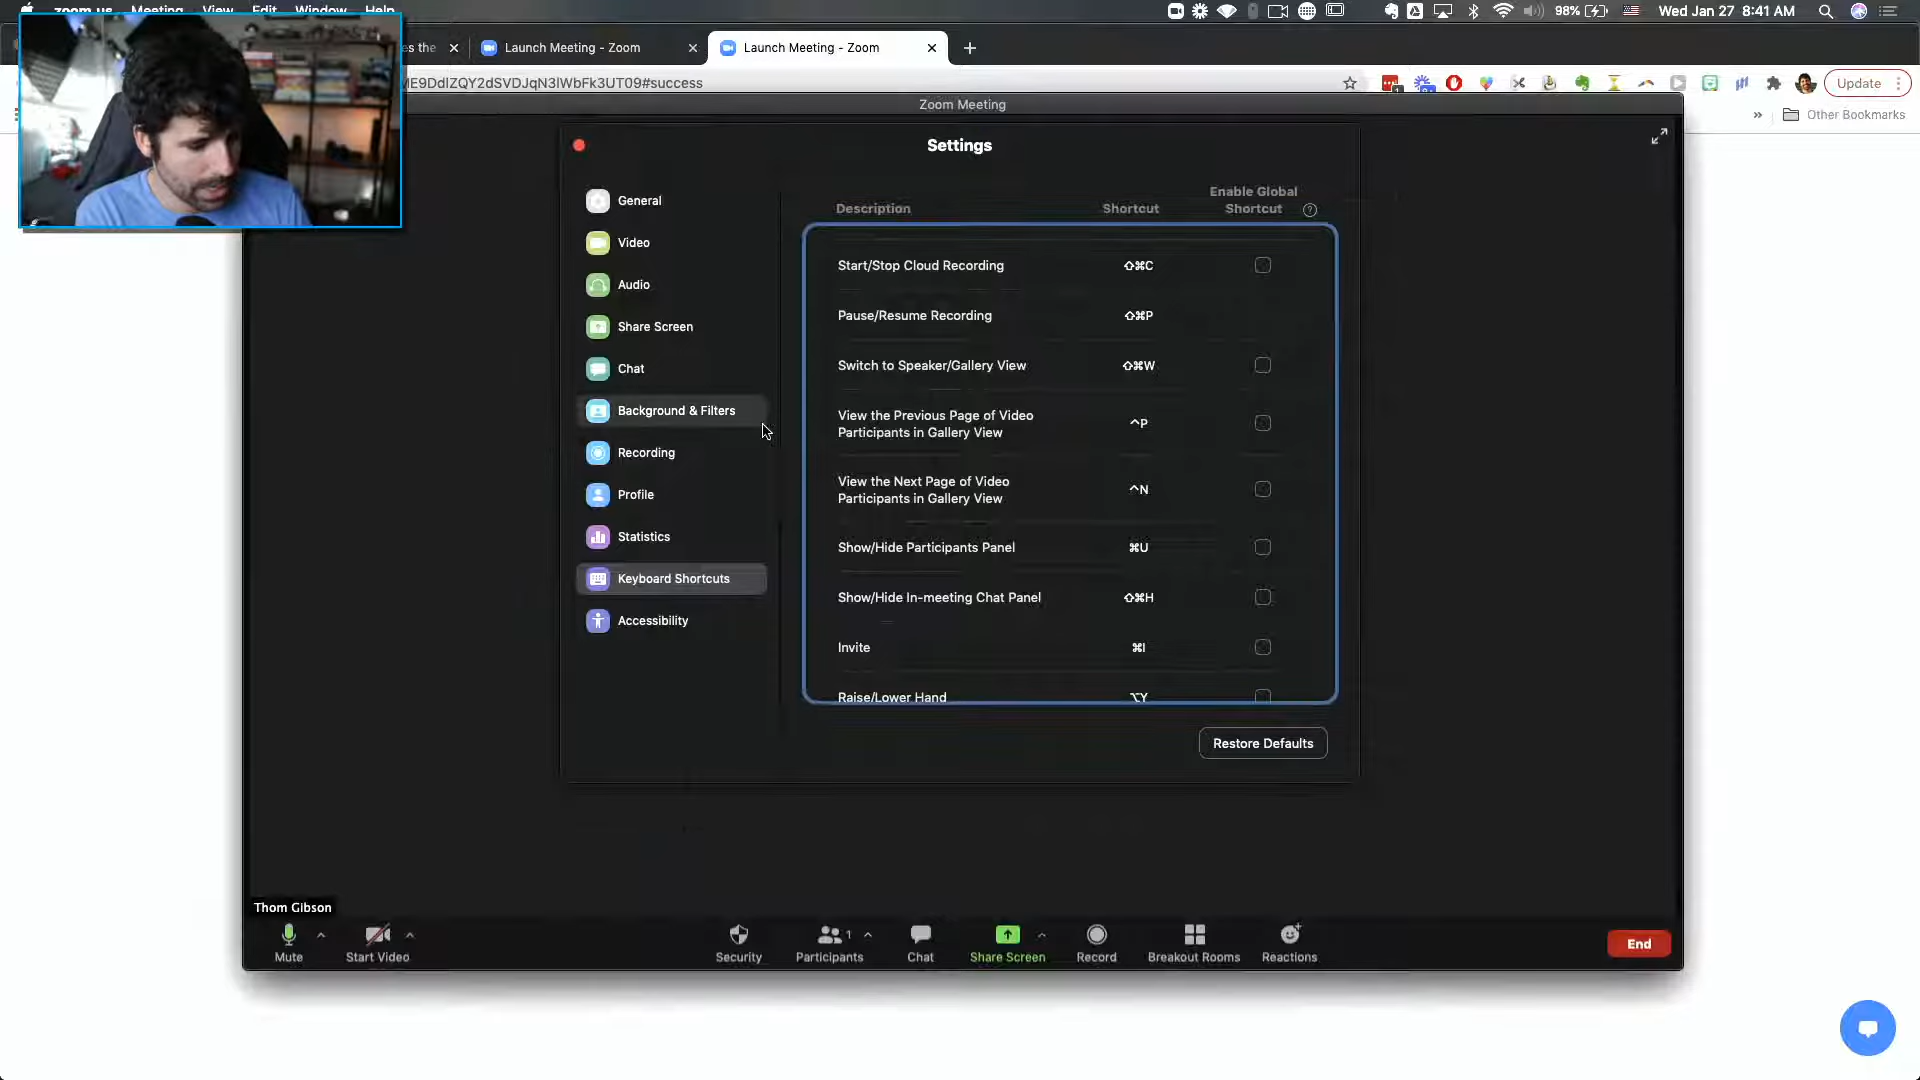 zoom.us Meeting View Edit Window Help
98% Wed Jan 27 8:41 AM
es the
Launch Meeting - Zoom
Launch Meeting - Zoom
ME9DdlZQY2dSVDJqN3lWbFk3UT09#success
Update
Other Bookmarks
Zoom Meeting
Settings
General
Video
Audio
Share Screen
Chat
Background & Filters
Recording
Profile
Statistics
Keyboard Shortcuts
Accessibility
Description Shortcut Enable Global
Shortcut ?
Start/Stop Cloud Recording ⇧⌘C
Pause/Resume Recording ⇧⌘P
Switch to Speaker/Gallery View ⇧⌘W
View the Previous Page of Video
Participants in Gallery View ^P
View the Next Page of Video
Participants in Gallery View ^N
Show/Hide Participants Panel ⌘U
Show/Hide In-meeting Chat Panel ⇧⌘H
Invite ⌘I
Raise/Lower Hand ⌥Y
Restore Defaults
Thom Gibson
Mute
Start Video
Security
Participants 1
Chat
Share Screen
Record
Breakout Rooms
Reactions
End